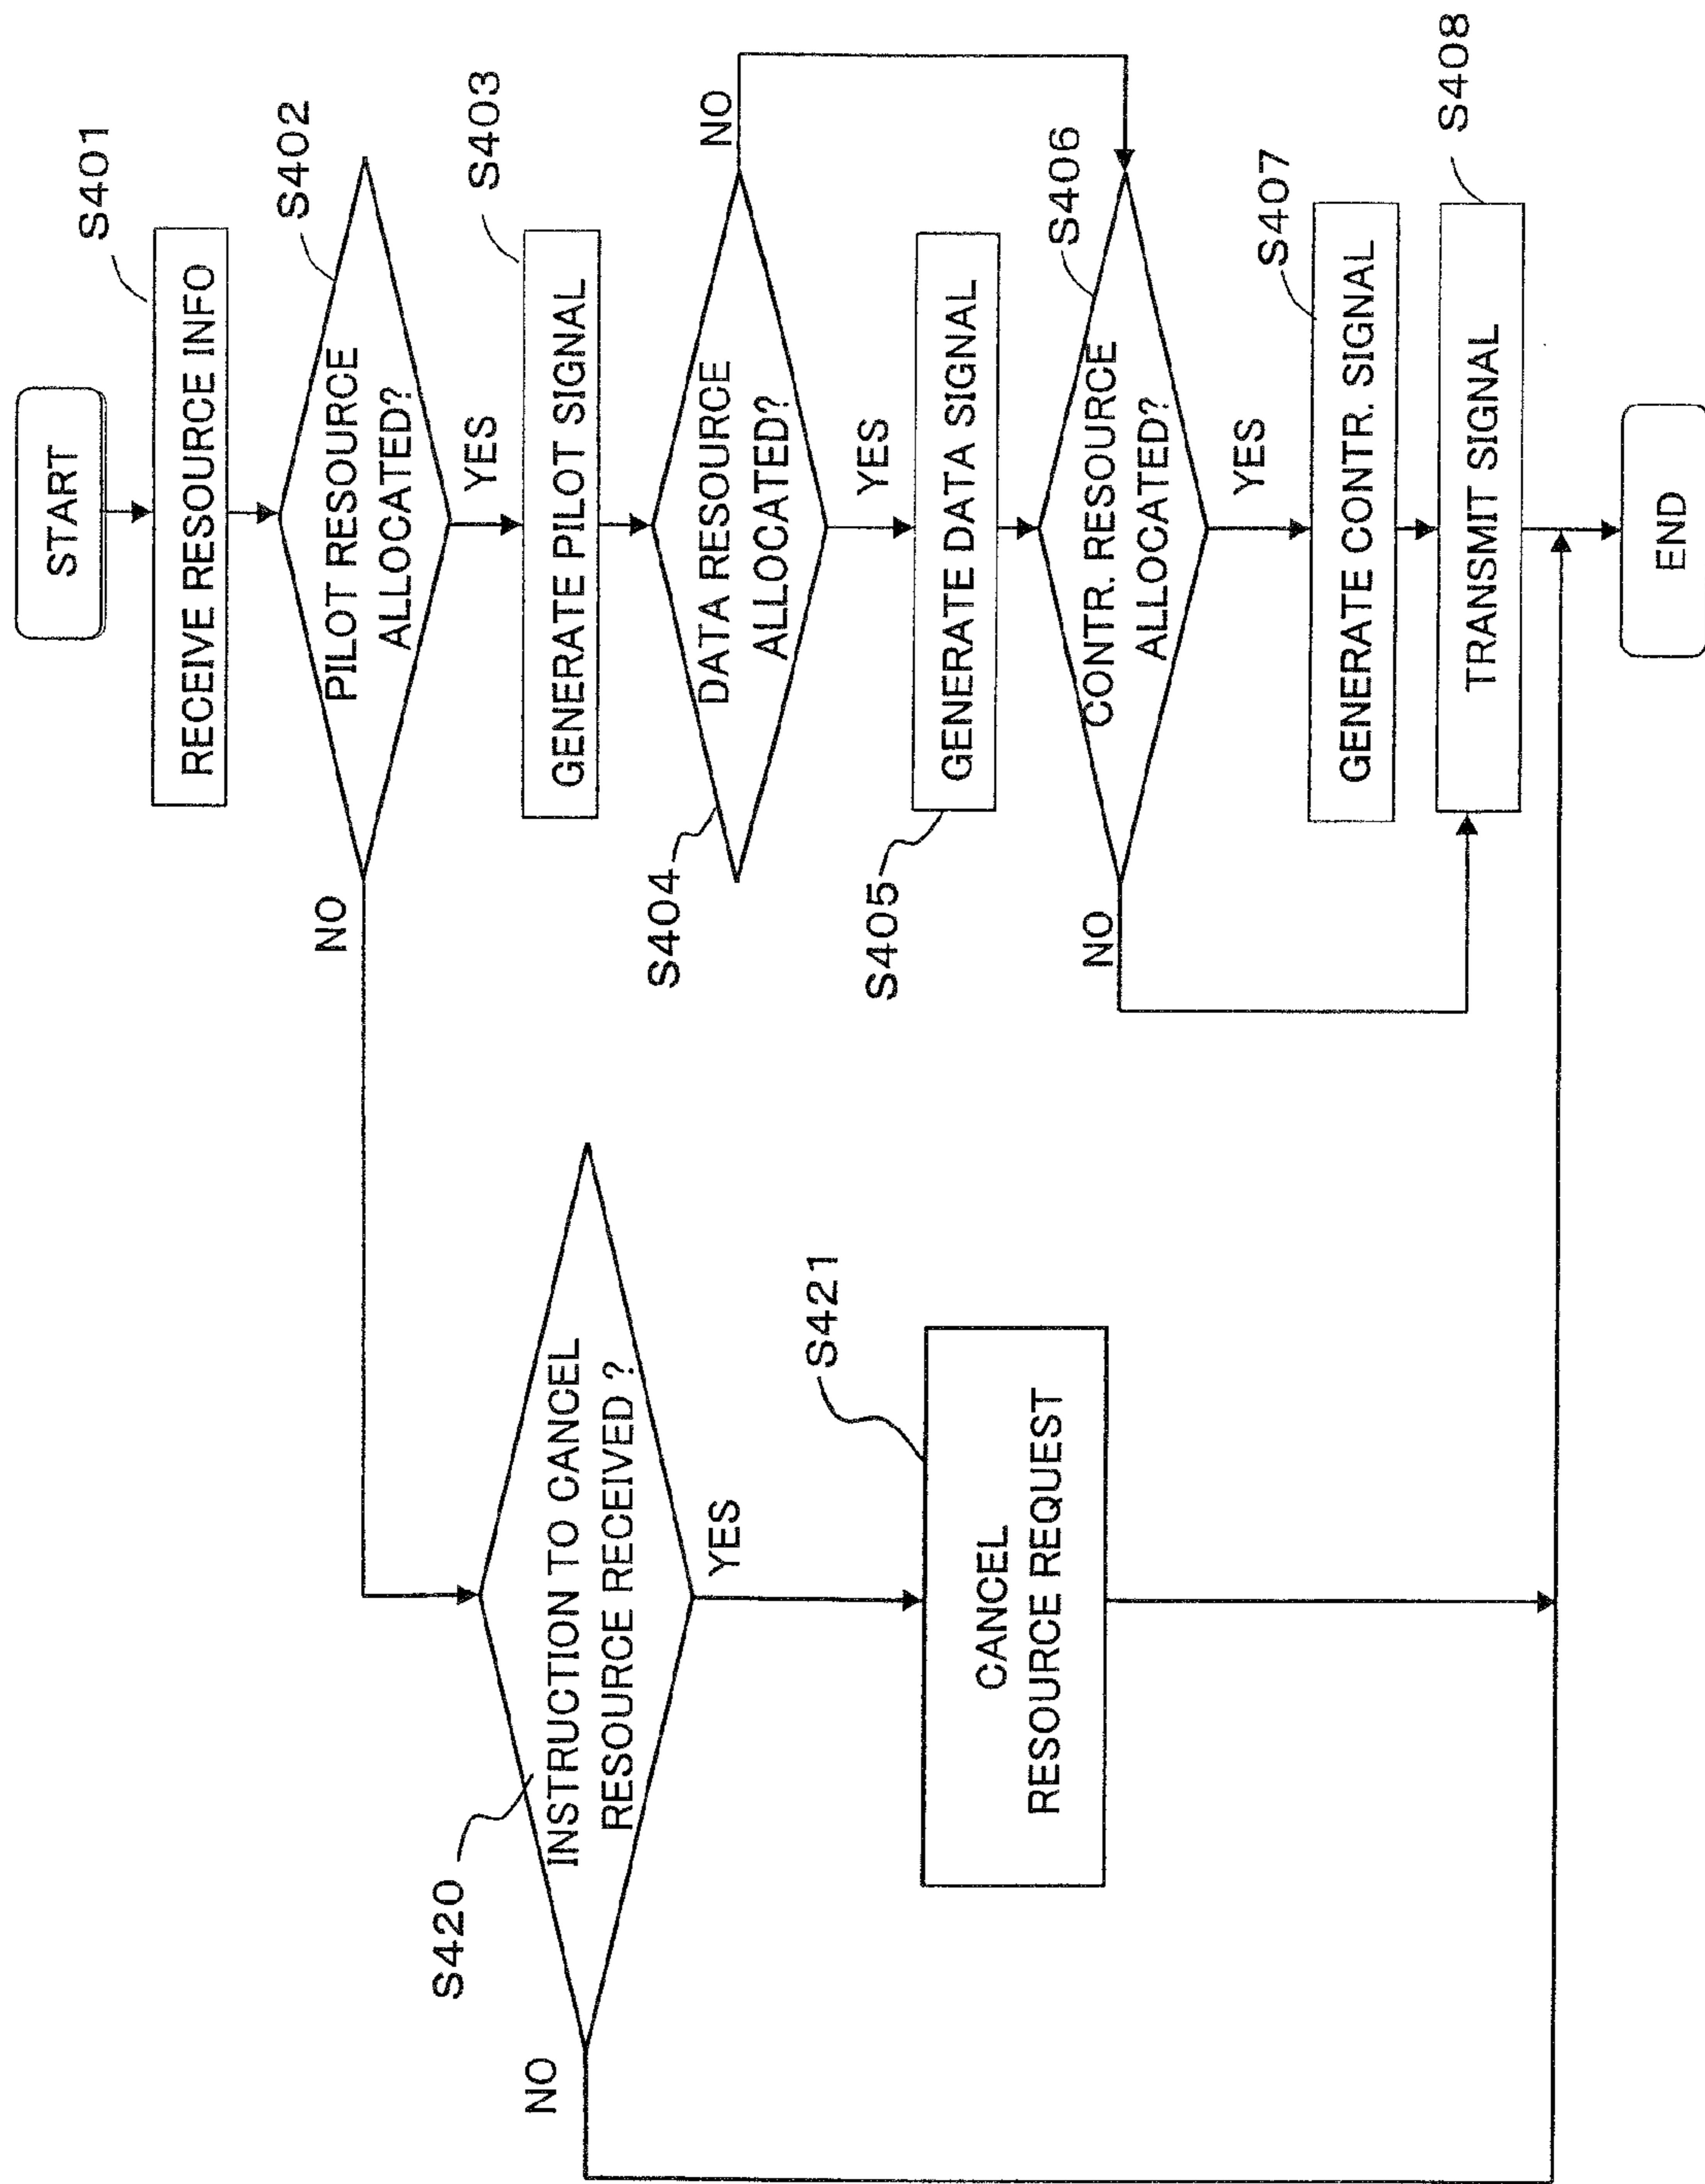 START
S401
RECEIVE RESOURCE INFO
S402
PILOT RESOURCE
ALLOCATED?
NO
YES
S403
GENERATE PILOT SIGNAL
S404
DATA RESOURCE
ALLOCATED?
NO
YES
S405
GENERATE DATA SIGNAL
S406
CONTR. RESOURCE
ALLOCATED?
NO
YES
S407
GENERATE CONTR. SIGNAL
S408
TRANSMIT SIGNAL
END
S420
INSTRUCTION TO CANCEL
RESOURCE RECEIVED ?
NO
YES
S421
CANCEL
RESOURCE REQUEST